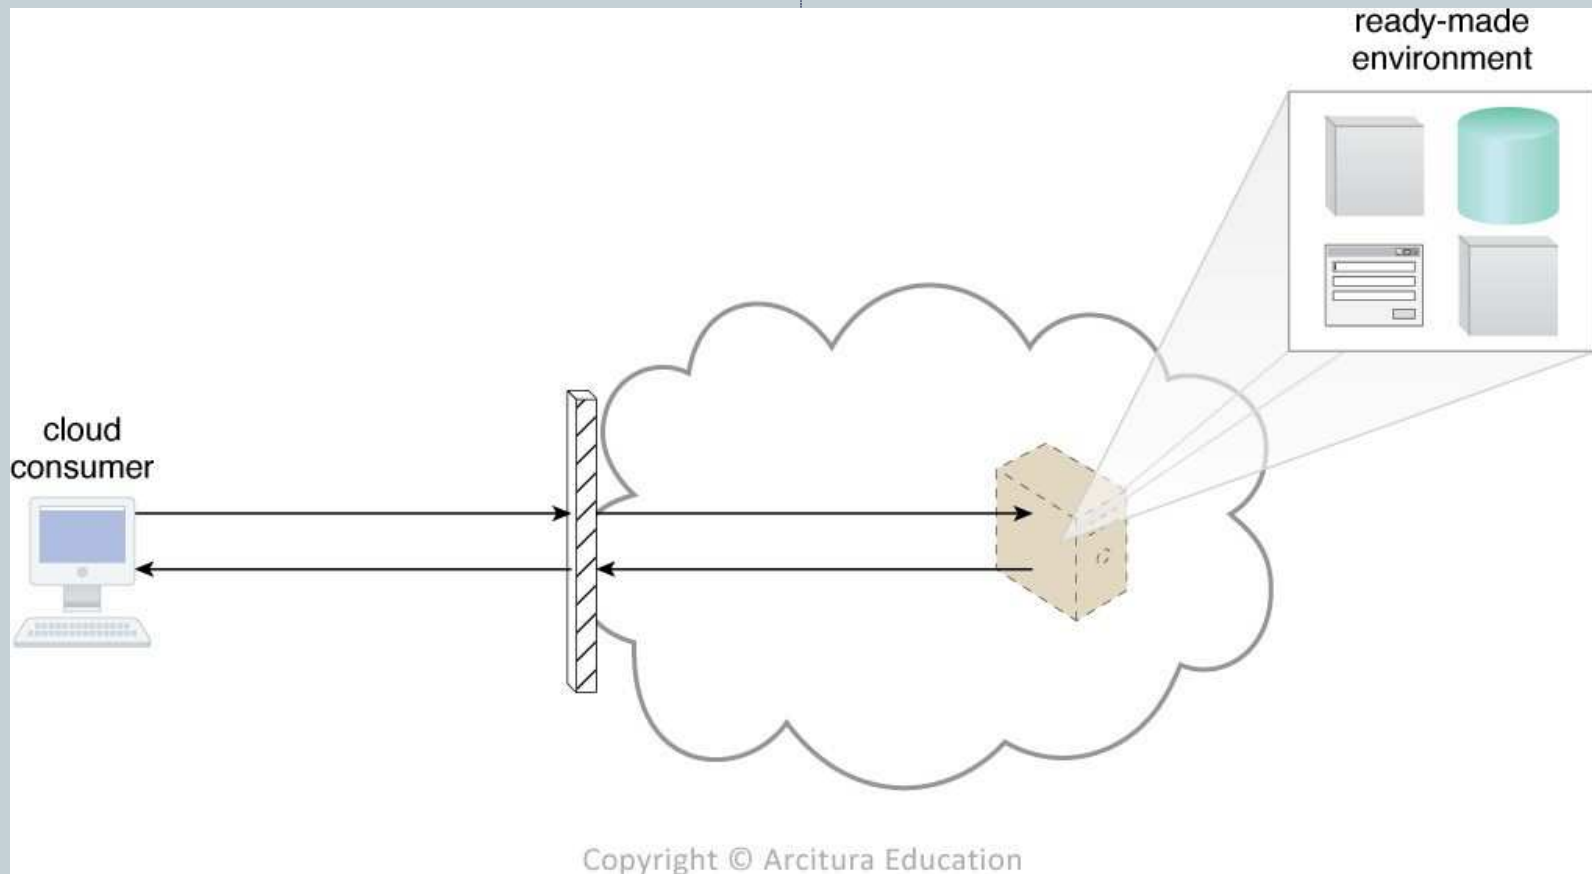 ready-made
environment
cloud
consumer
Copyright © Arcitura Education